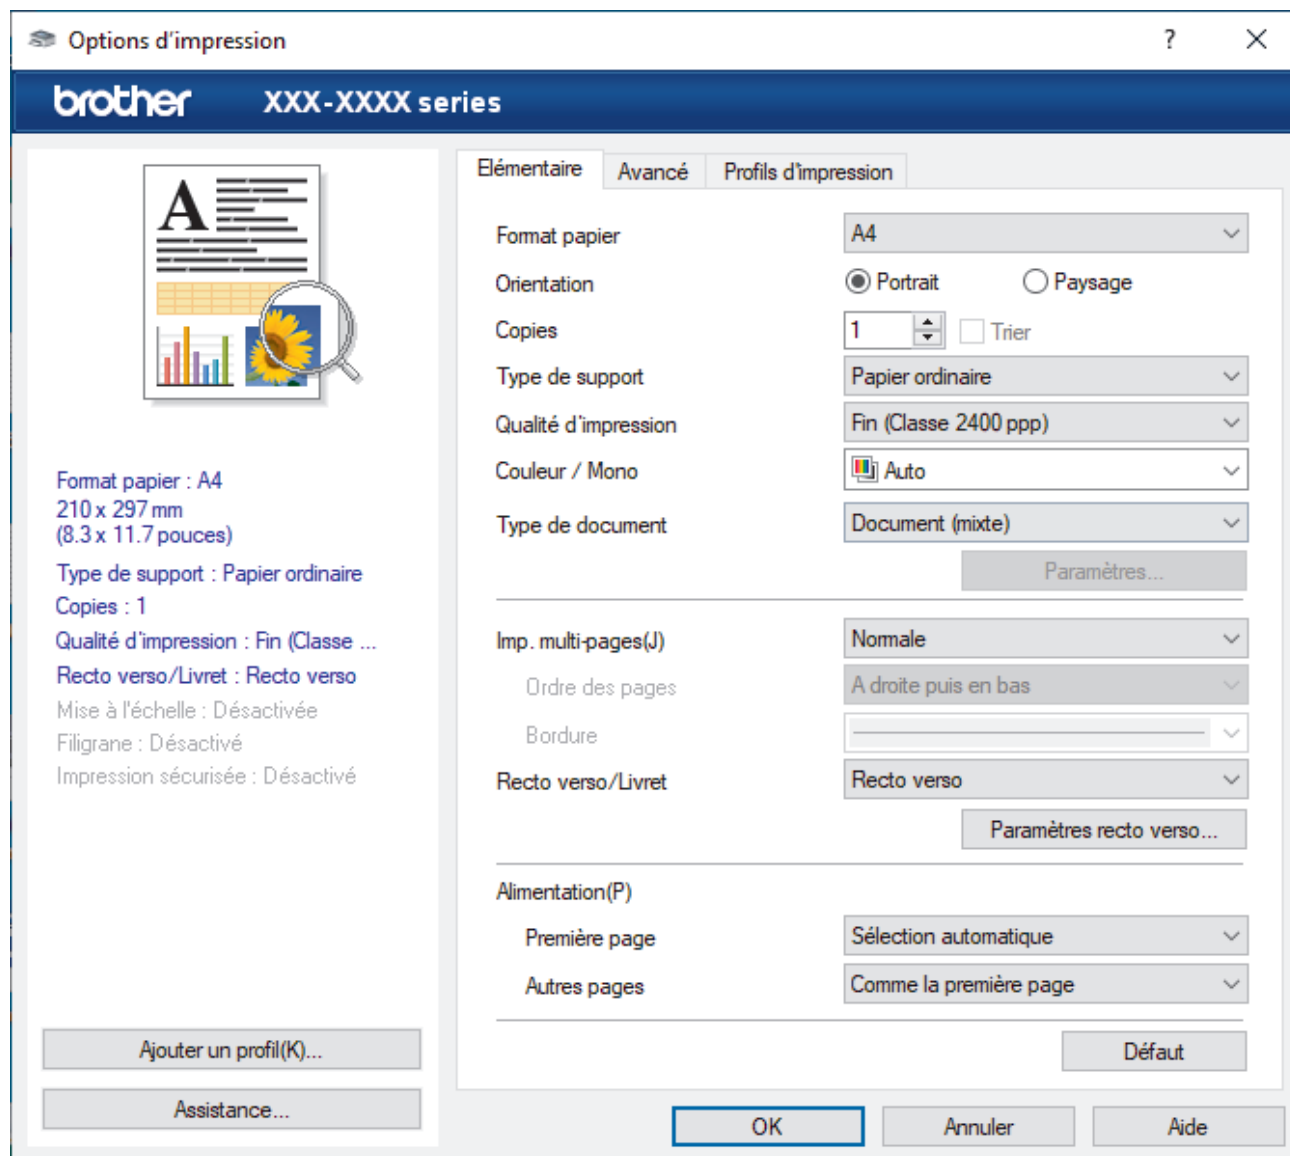 Options d'impression
?
brother XXX-XXXX series
A
Format papier : A4
210 x 297 mm
(8.3 x 11.7 pouces)
Type de support : Papier ordinaire
Copies : 1
Qualité d'impression : Fin (Classe ...
Recto verso/Livret : Recto verso
Mise à l'échelle : Désactivée
Filigrane : Désactivé
Impression sécurisée : Désactivé
Ajouter un profil(K)...
Assistance...
Elémentaire Avancé Profils d'impression
Format papier A4
Orientation Portrait Paysage
Copies 1 Trier
Type de support Papier ordinaire
Qualité d'impression Fin (Classe 2400 ppp)
Couleur / Mono Auto
Type de document Document (mixte)
Paramètres...
Imp. multi-pages(J) Normale
Ordre des pages A droite puis en bas
Bordure
Recto verso/Livret Recto verso
Paramètres recto verso...
Alimentation(P)
Première page Sélection automatique
Autres pages Comme la première page
Défaut
OK Annuler Aide